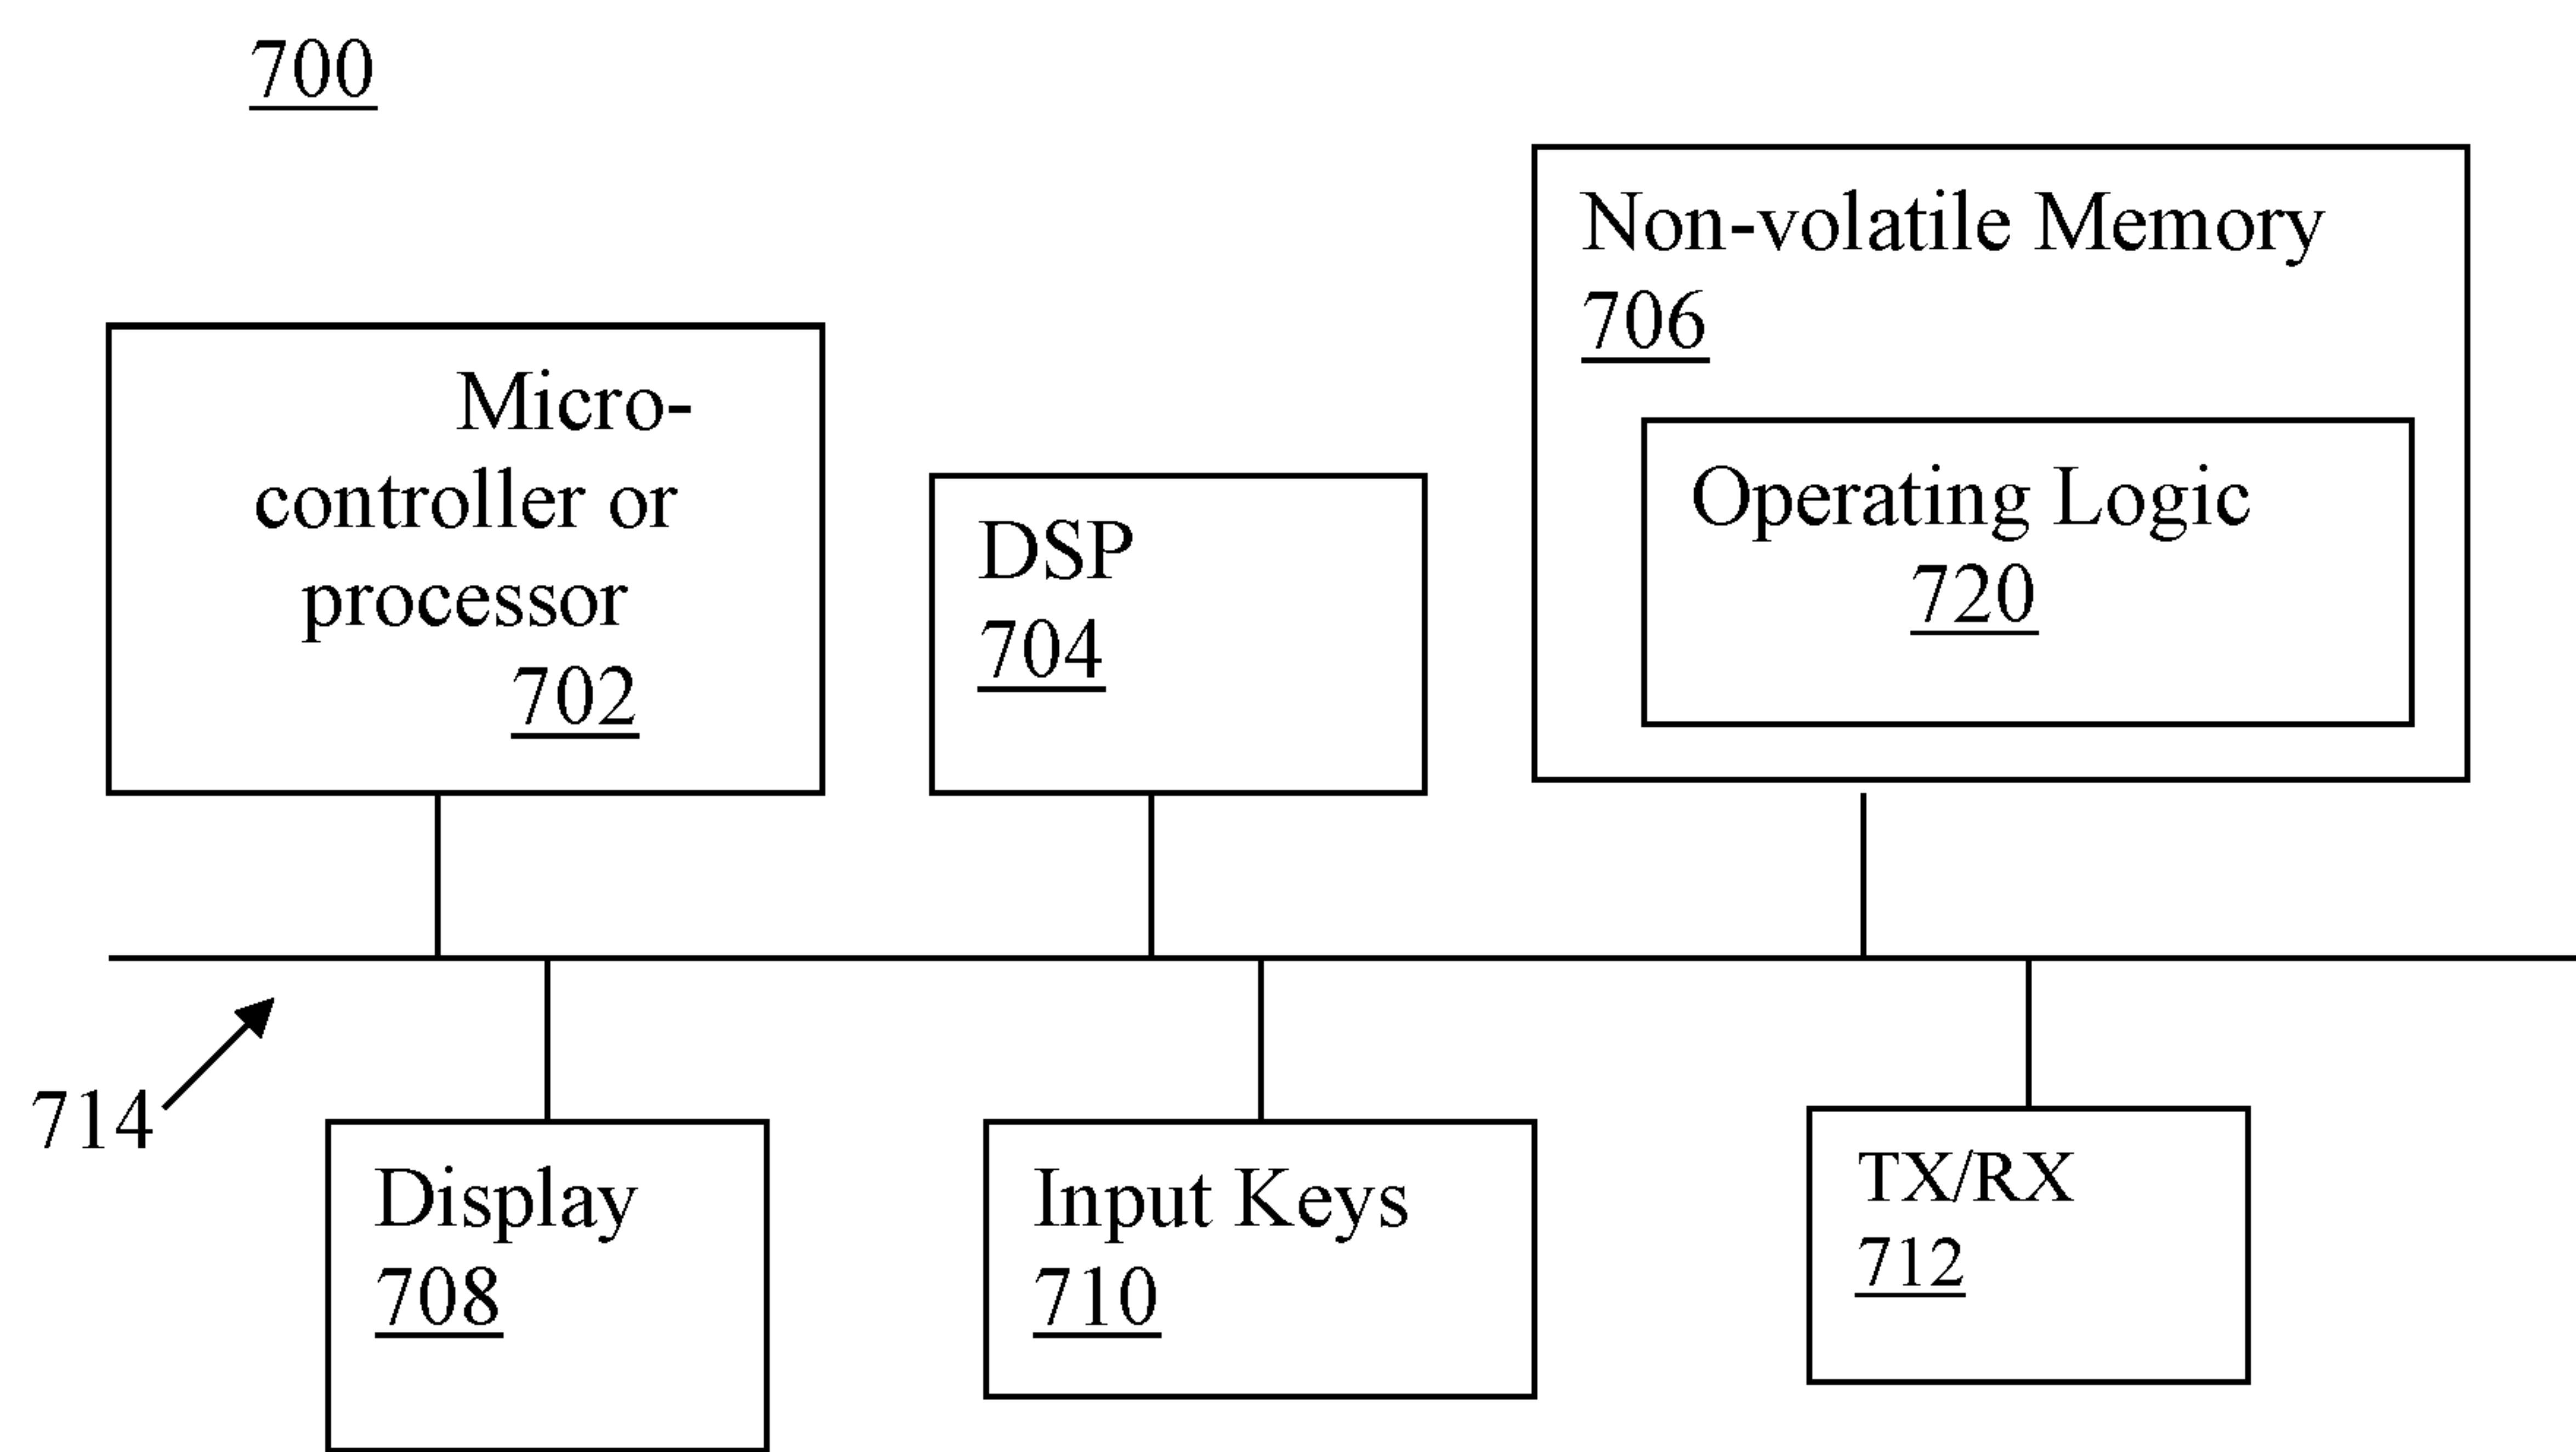 700
Micro-
controller or
processor
702
DSP
704
Non-volatile Memory
706
Operating Logic
720
714
Display
708
Input Keys
710
TX/RX
712